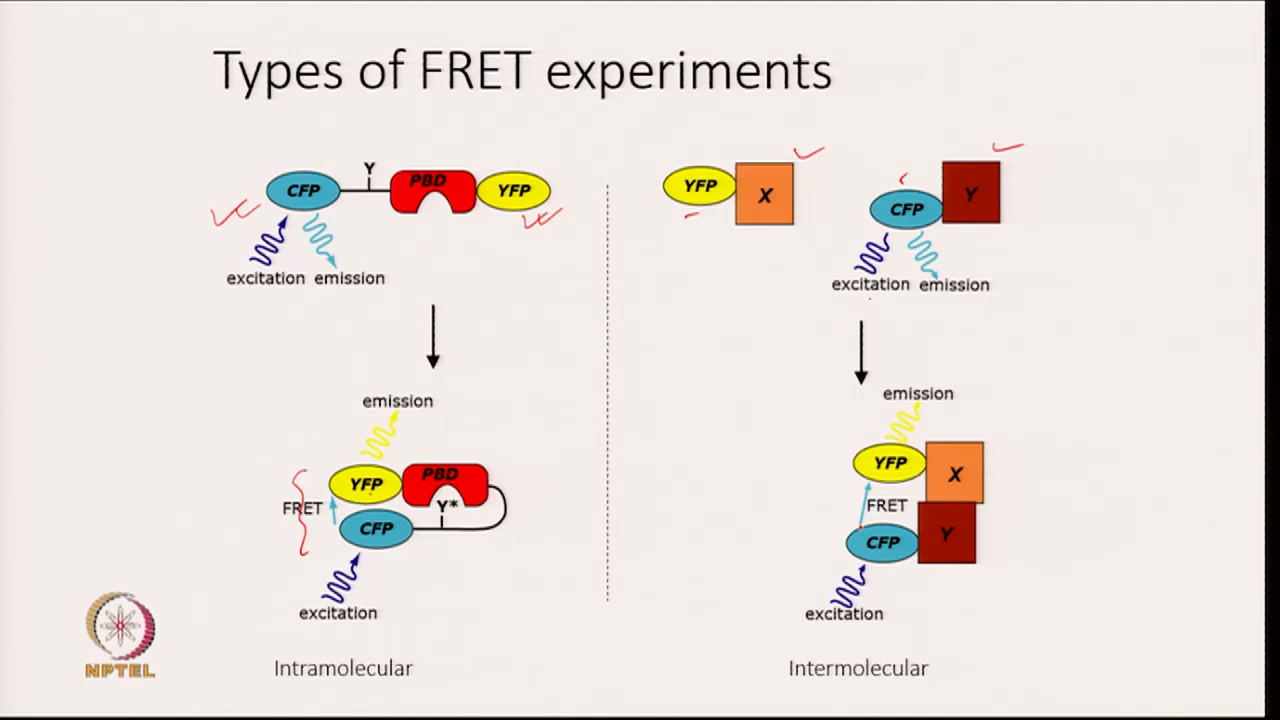 Types of FRET experiments
Y
CFP
PBD
YFP
excitation emission
emission
YFP
PBD
FRET
Y*
CFP
excitation
Intramolecular
YFP
X
CFP
Y
excitation emission
emission
YFP
X
FRET
CFP
Y
excitation
Intermolecular
NPTEL